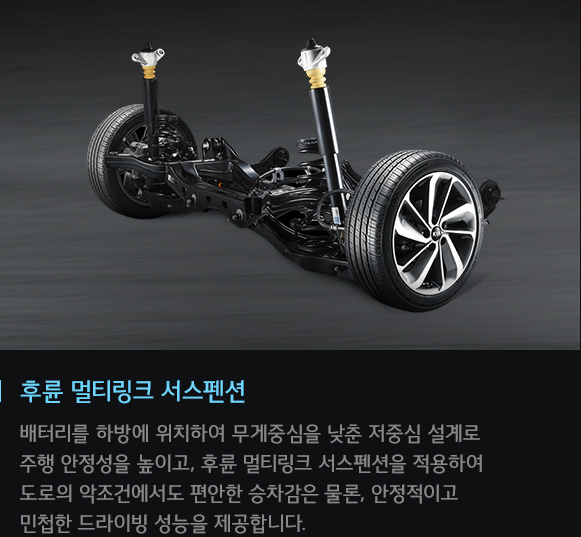 후륜 멀티링크 서스펜션
배터리를 하방에 위치하여 무게중심을 낮춘 저중심 설계로
주행 안정성을 높이고, 후륜 멀티링크 서스펜션을 적용하여
도로의 악조건에서도 편안한 승차감은 물론, 안정적이고
민첩한 드라이빙 성능을 제공합니다.